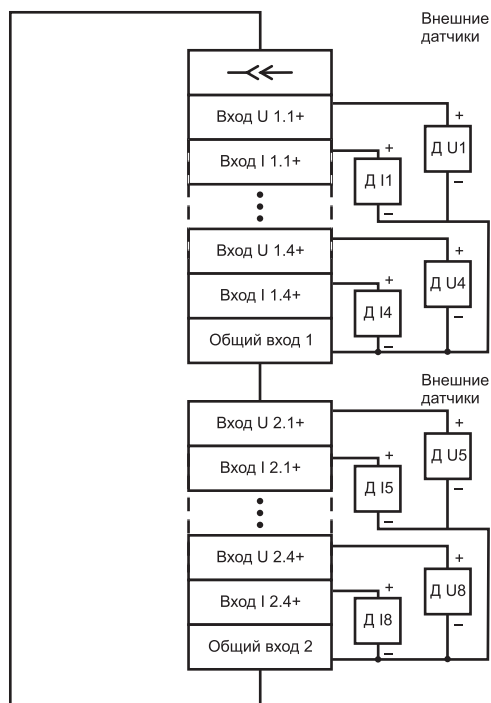 Внешние
датчики
Вход U 1.1+
+
Д U1
–
Вход I 1.1+
+
Д I1
–
Вход U 1.4+
+
Д U4
–
Вход I 1.4+
+
Д I4
–
Общий вход 1
Внешние
датчики
Вход U 2.1+
+
Д U5
–
Вход I 2.1+
+
Д I5
–
Вход U 2.4+
+
Д U8
–
Вход I 2.4+
+
Д I8
–
Общий вход 2